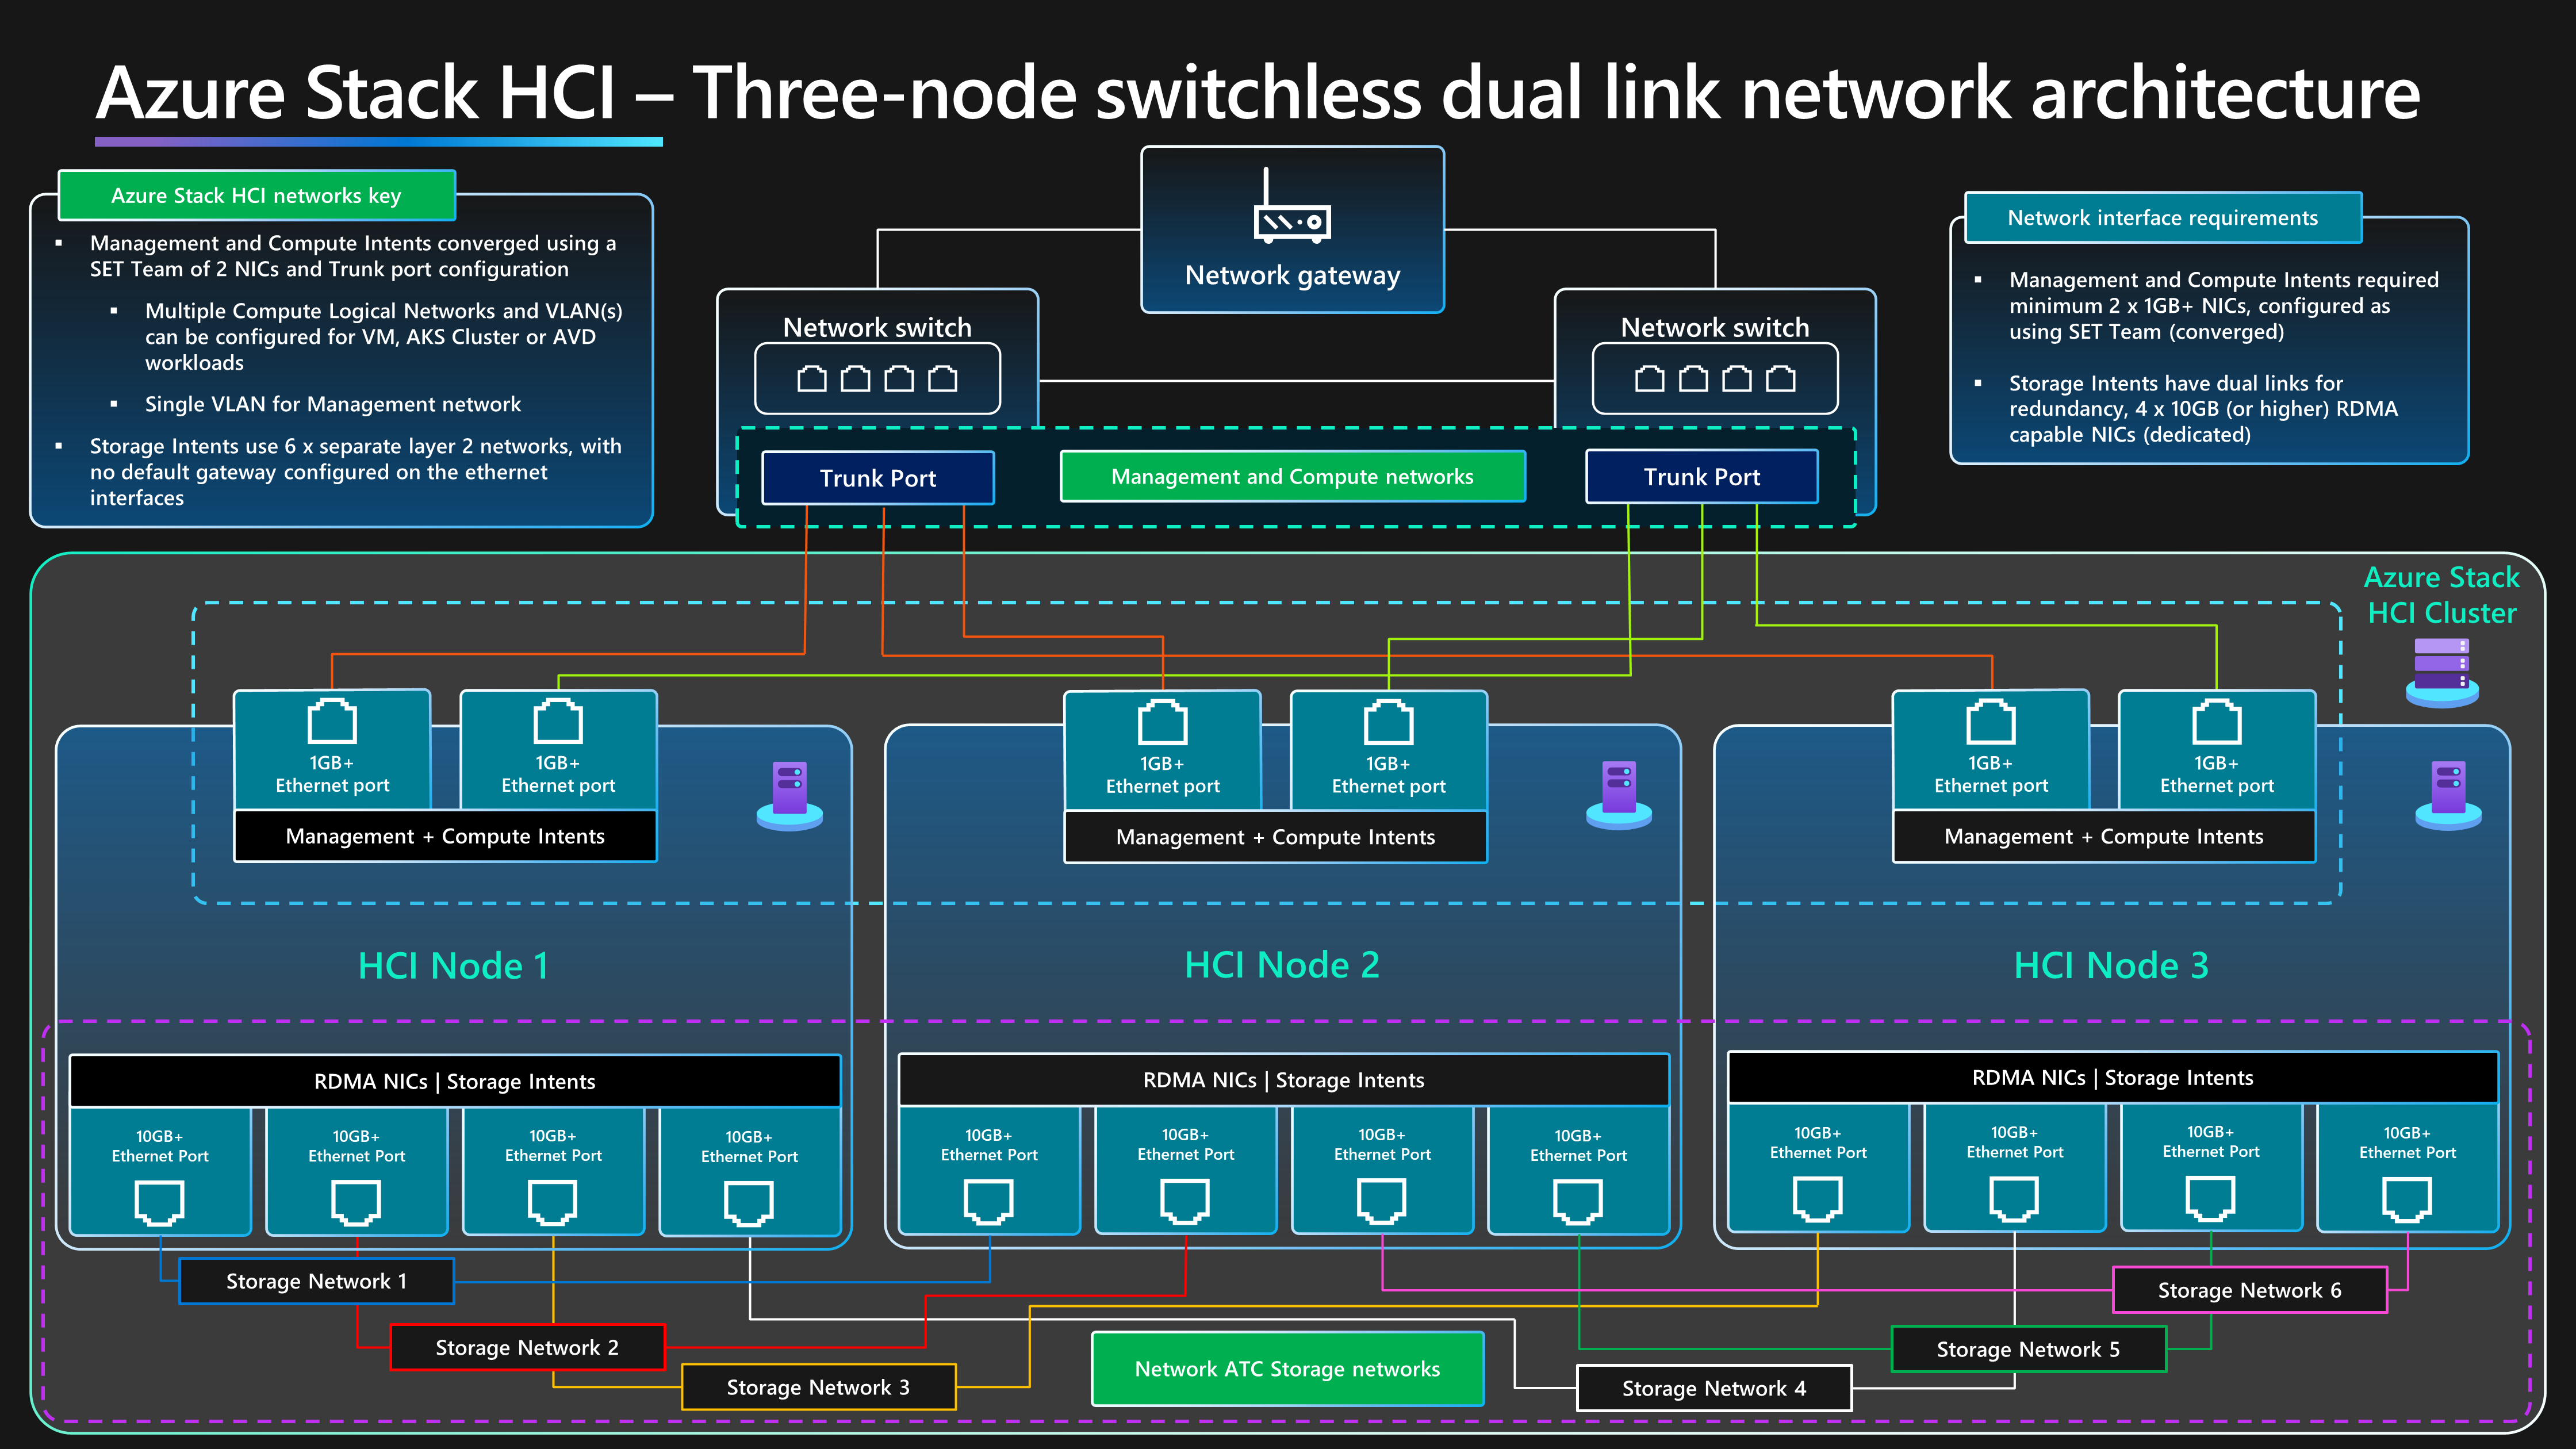 Azure Stack HCI – Three-node switchless dual link network architecture
Azure Stack HCI networks key
▪ Management and Compute Intents converged using a
SET Team of 2 NICs and Trunk port configuration
▪ Multiple Compute Logical Networks and VLAN(s)
can be configured for VM, AKS Cluster or AVD
workloads
▪ Single VLAN for Management network
▪ Storage Intents use 6 x separate layer 2 networks, with
no default gateway configured on the ethernet
interfaces
Network gateway
Network switch
Network switch
Network interface requirements
▪ Management and Compute Intents required
minimum 2 x 1GB+ NICs, configured as
using SET Team (converged)
▪ Storage Intents have dual links for
redundancy, 4 x 10GB (or higher) RDMA
capable NICs (dedicated)
Trunk Port
Management and Compute networks
Trunk Port
Azure Stack
HCI Cluster
1GB+
Ethernet port
1GB+
Ethernet port
Management + Compute Intents
1GB+
Ethernet port
1GB+
Ethernet port
Management + Compute Intents
1GB+
Ethernet port
1GB+
Ethernet port
Management + Compute Intents
HCI Node 1
HCI Node 2
HCI Node 3
RDMA NICs | Storage Intents
10GB+
Ethernet Port
10GB+
Ethernet Port
10GB+
Ethernet Port
10GB+
Ethernet Port
RDMA NICs | Storage Intents
10GB+
Ethernet Port
10GB+
Ethernet Port
10GB+
Ethernet Port
10GB+
Ethernet Port
RDMA NICs | Storage Intents
10GB+
Ethernet Port
10GB+
Ethernet Port
10GB+
Ethernet Port
10GB+
Ethernet Port
Storage Network 1
Storage Network 2
Storage Network 3
Network ATC Storage networks
Storage Network 4
Storage Network 5
Storage Network 6